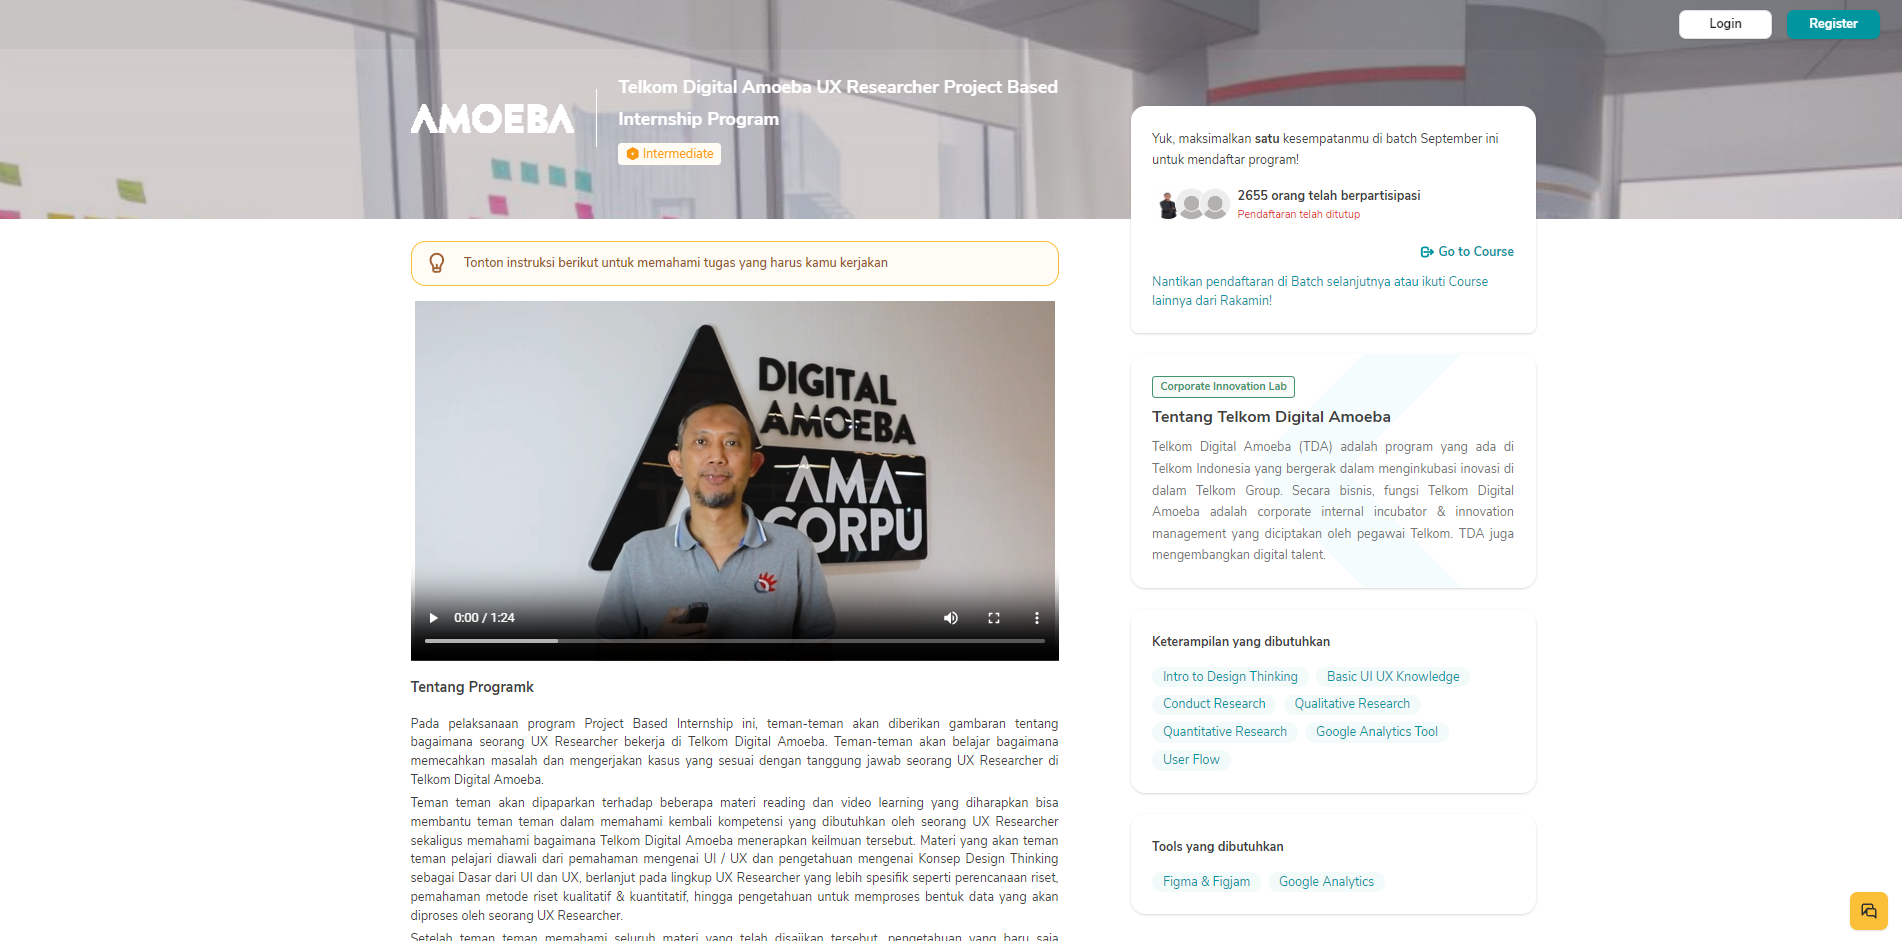 Login
Register
AMOEBA
Telkom Digital Amoeba UX Researcher Project Based
Internship Program
Intermediate
Yuk, maksimalkan satu kesempatanmu di batch September ini
untuk mendaftar program!
2655 orang telah berpartisipasi
Pendaftaran telah ditutup
Go to Course
Nantikan pendaftaran di Batch selanjutnya atau ikuti Course
lainnya dari Rakamin!
Tonton instruksi berikut untuk memahami tugas yang harus kamu kerjakan
DIGITAL
AMOEBA
AMA
CORPU
0:00 / 1:24
Tentang Programk
Pada pelaksanaan program Project Based Internship ini, teman-teman akan diberikan gambaran tentang
bagaimana seorang UX Researcher bekerja di Telkom Digital Amoeba. Teman-teman akan belajar bagaimana
memecahkan masalah dan mengerjakan kasus yang sesuai dengan tanggung jawab seorang UX Researcher di
Telkom Digital Amoeba.
Teman teman akan dipaparkan terhadap beberapa materi reading dan video learning yang diharapkan bisa
membantu teman teman dalam memahami kembali kompetensi yang dibutuhkan oleh seorang UX Researcher
sekaligus memahami bagaimana Telkom Digital Amoeba menerapkan keilmuan tersebut. Materi yang akan teman
teman pelajari diawali dari pemahaman mengenai UI / UX dan pengetahuan mengenai Konsep Design Thinking
sebagai Dasar dari UI dan UX, berlanjut pada lingkup UX Researcher yang lebih spesifik seperti perencanaan riset,
pemahaman metode riset kualitatif & kuantitatif, hingga pengetahuan untuk memproses bentuk data yang akan
diproses oleh seorang UX Researcher.
Setelah teman teman memahami seluruh materi yang telah disajikan tersebut, pengetahuan yang baru saja
Corporate Innovation Lab
Tentang Telkom Digital Amoeba
Telkom Digital Amoeba (TDA) adalah program yang ada di
Telkom Indonesia yang bergerak dalam menginkubasi inovasi di
dalam Telkom Group. Secara bisnis, fungsi Telkom Digital
Amoeba adalah corporate internal incubator & innovation
management yang diciptakan oleh pegawai Telkom. TDA juga
mengembangkan digital talent.
Keterampilan yang dibutuhkan
Intro to Design Thinking
Basic UI UX Knowledge
Conduct Research
Qualitative Research
Quantitative Research
Google Analytics Tool
User Flow
Tools yang dibutuhkan
Figma & Figjam
Google Analytics